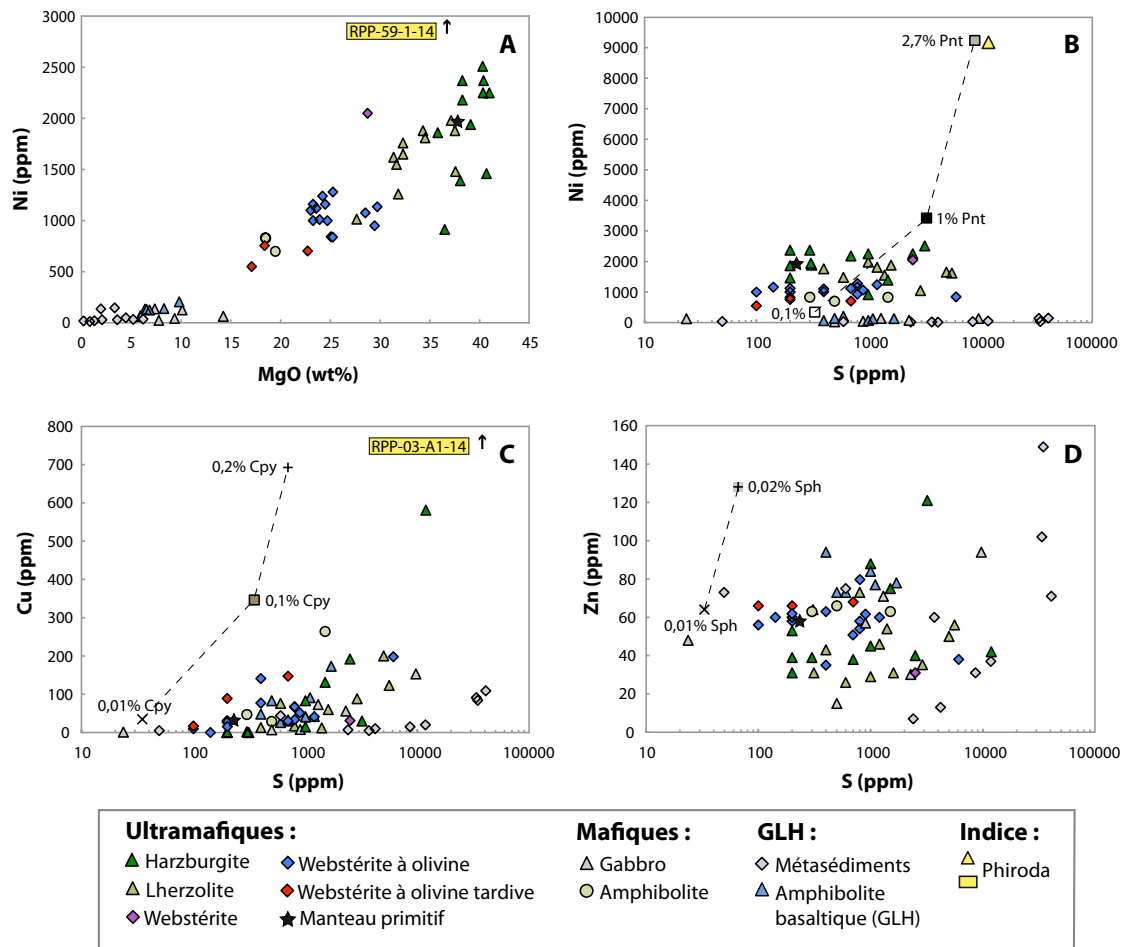 3000
2500
2000
1500
1000
500
0
Ni (ppm)
RPP-59-1-14
A
0 5 10 15 20 25 30 35 40 45
MgO (wt%)
10000
9000
8000
7000
6000
5000
4000
3000
2000
1000
0
Ni (ppm)
2,7% Pnt
B
1% Pnt
0,1%
10 100 1000 10000 100000
S (ppm)
800
700
600
500
400
300
200
100
0
Cu (ppm)
RPP-03-A1-14
C
0,2% Cpy
0,1% Cpy
0,01% Cpy
10 100 1000 10000 100000
S (ppm)
160
140
120
100
80
60
40
20
0
Zn (ppm)
D
0,02% Sph
0,01% Sph
10 100 1000 10000 100000
S (ppm)
Ultramafiques :
Harzburgite
Lherzolite
Webstérite
Webstérite à olivine
Webstérite à olivine tardive
Manteau primitif
Mafiques :
Gabbro
Amphibolite
GLH :
Métasédiments
Amphibolite
basaltique (GLH)
Indice :
Phiroda